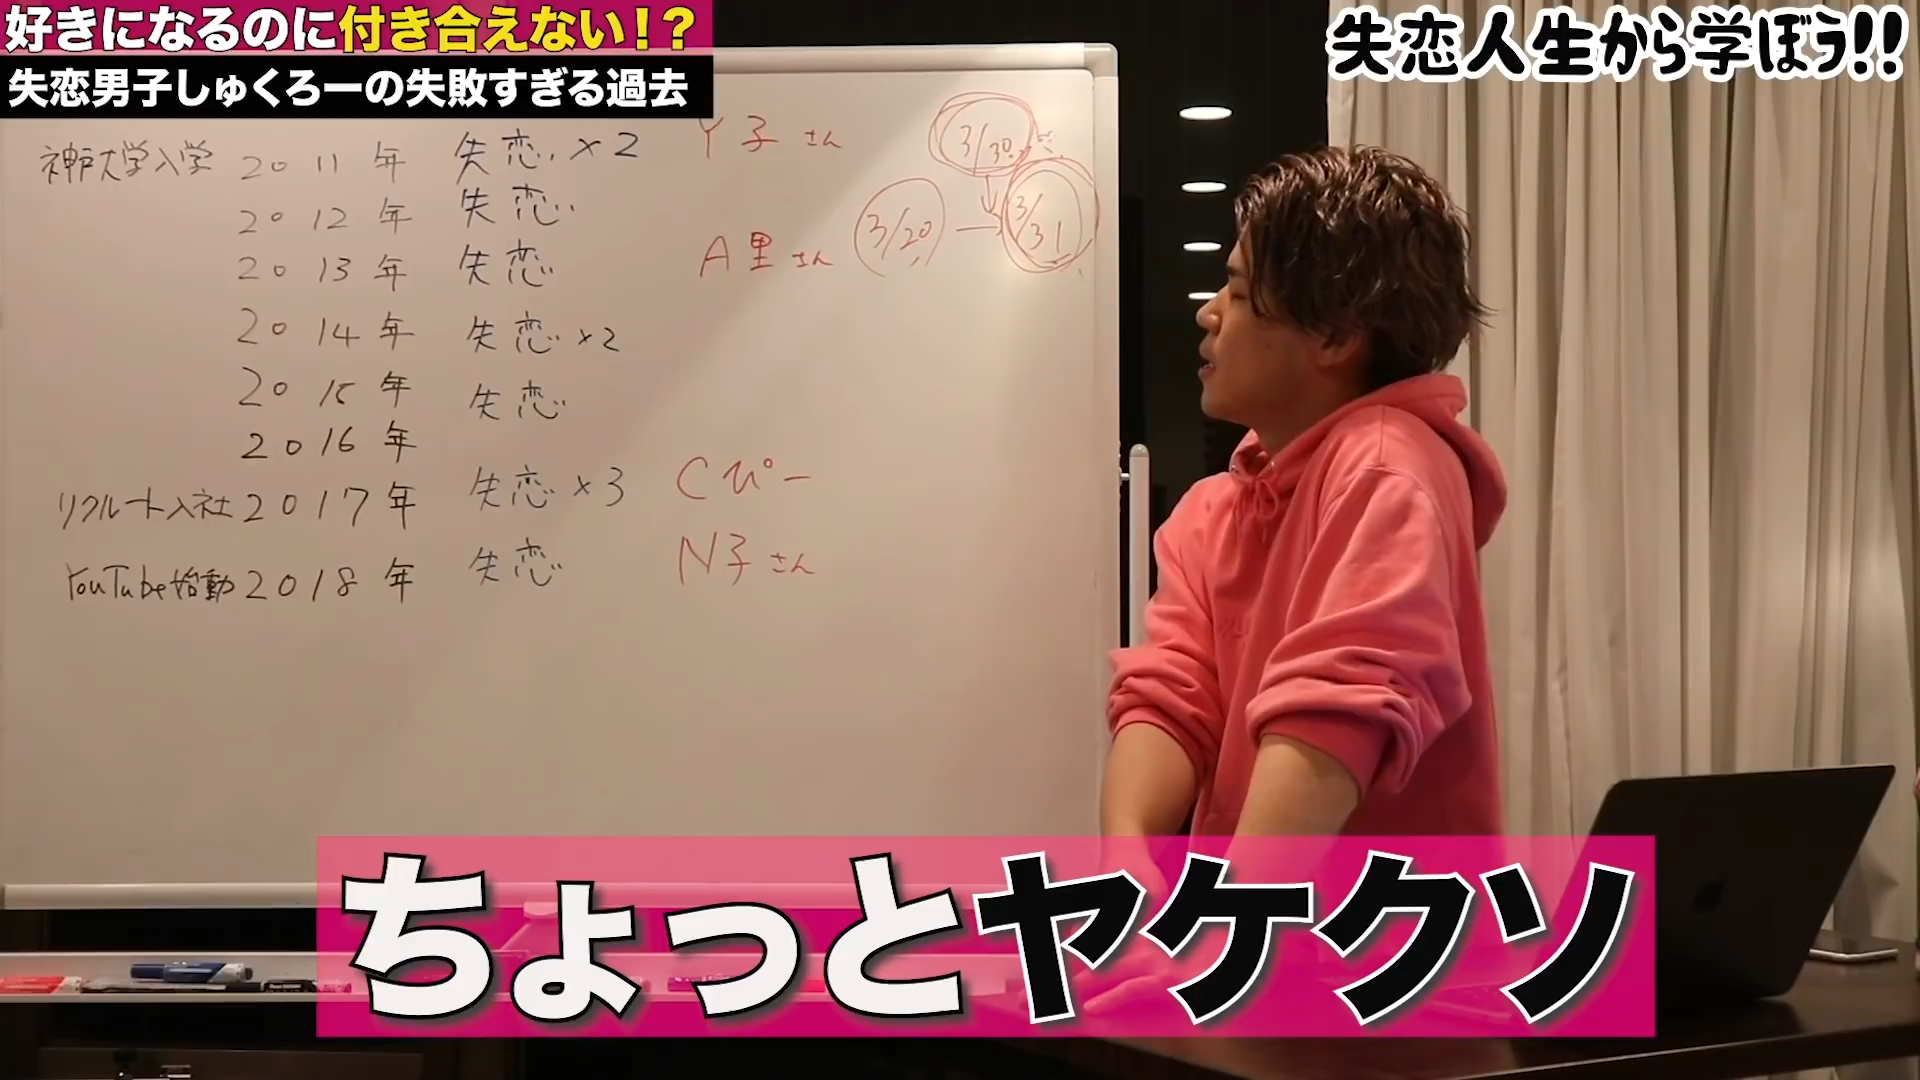 好きになるのに付き合えない！？
失恋男子しゅくろーの失敗すぎる過去
失恋人生から学ぼう!!
神戸大学入学 2011年 失恋×2 Y子さん 3/30
2012年 失恋 3/20 → 3/31
2013年 失恋 A里さん
2014年 失恋×2
2015年 失恋
2016年
リクルート入社 2017年 失恋×3 Cぴー
YouTube始動 2018年 失恋 N子さん
ちょっとヤケクソ